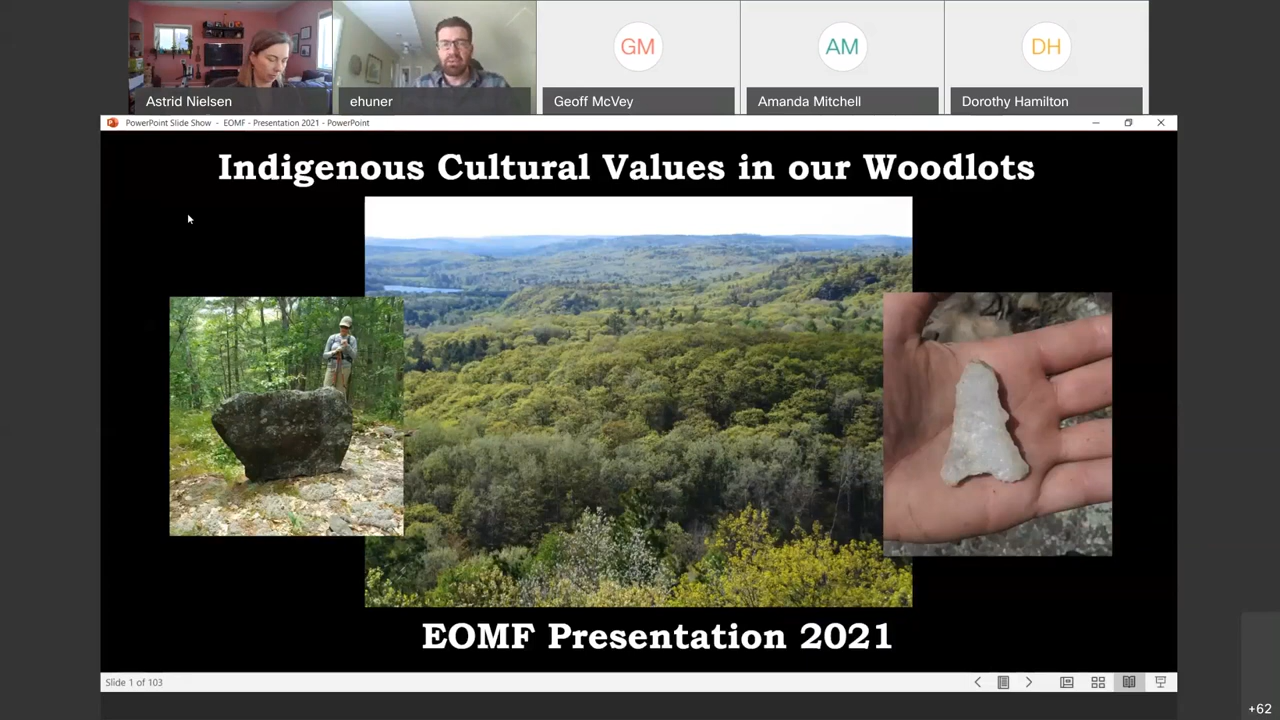 GM
AM
DH
Astrid Nielsen
ehuner
Geoff McVey
Amanda Mitchell
Dorothy Hamilton
PowerPoint Slide Show - EOMF - Presentation 2021 - PowerPoint
Indigenous Cultural Values in our Woodlots
EOMF Presentation 2021
Slide 1 of 103
+62